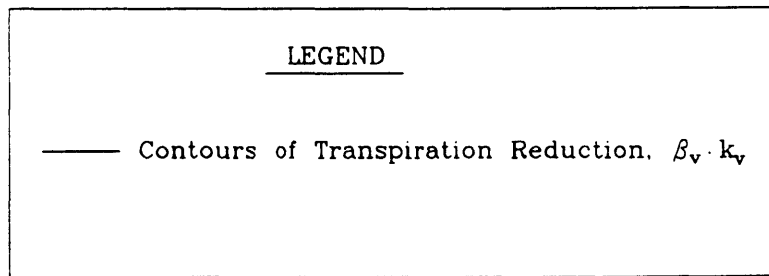 LEGEND
Contours of Transpiration Reduction, βv · kv